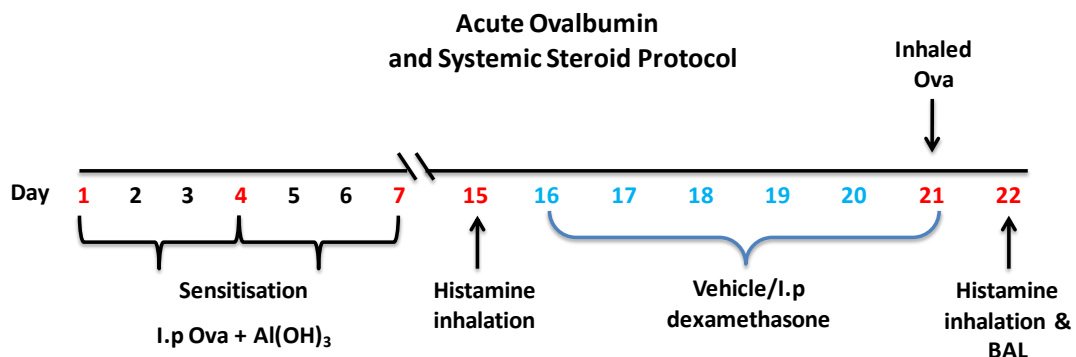 Acute Ovalbumin
and Systemic Steroid Protocol
Inhaled
Ova
Day 1 2 3 4 5 6 7 15 16 17 18 19 20 21 22
Sensitisation
I.p Ova + Al(OH)₃
Histamine
inhalation
Vehicle/I.p
dexamethasone
Histamine
inhalation &
BAL